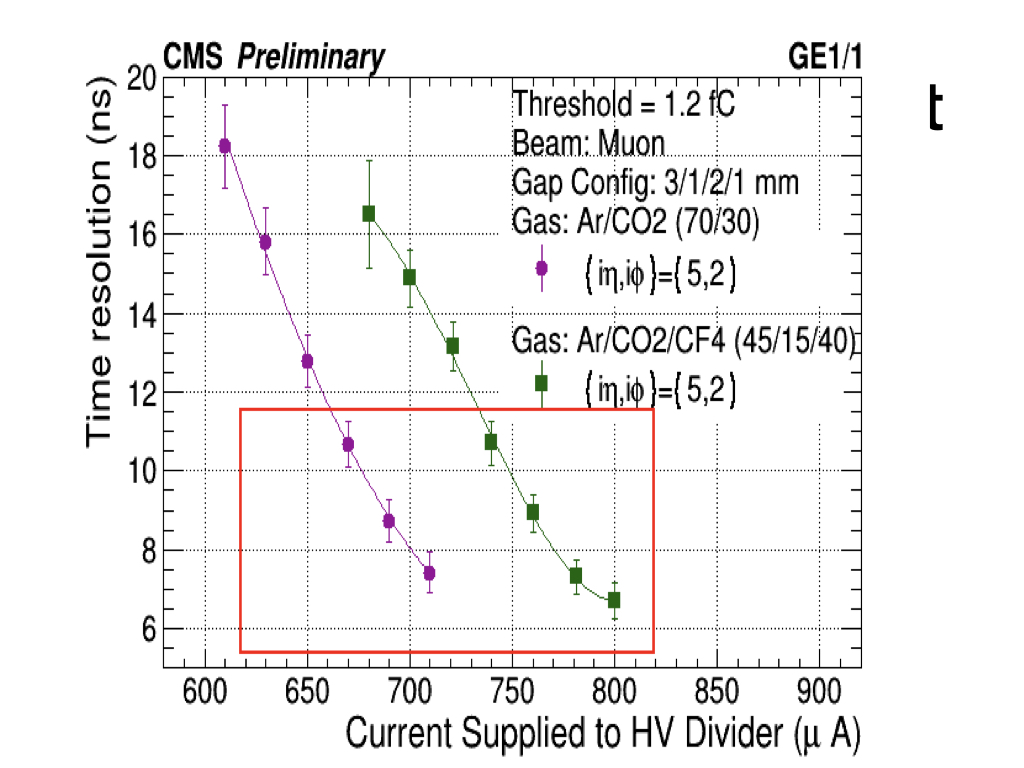 CMS Preliminary GE1/1
t
Threshold = 1.2 fC
Beam: Muon
Gap Config: 3/1/2/1 mm
Gas: Ar/CO2 (70/30)
{iη,iϕ}={5,2}
Gas: Ar/CO2/CF4 (45/15/40)
{iη,iϕ}={5,2}
Time resolution (ns)
20
18
16
14
12
10
8
6
600 650 700 750 800 850 900
Current Supplied to HV Divider (μ A)